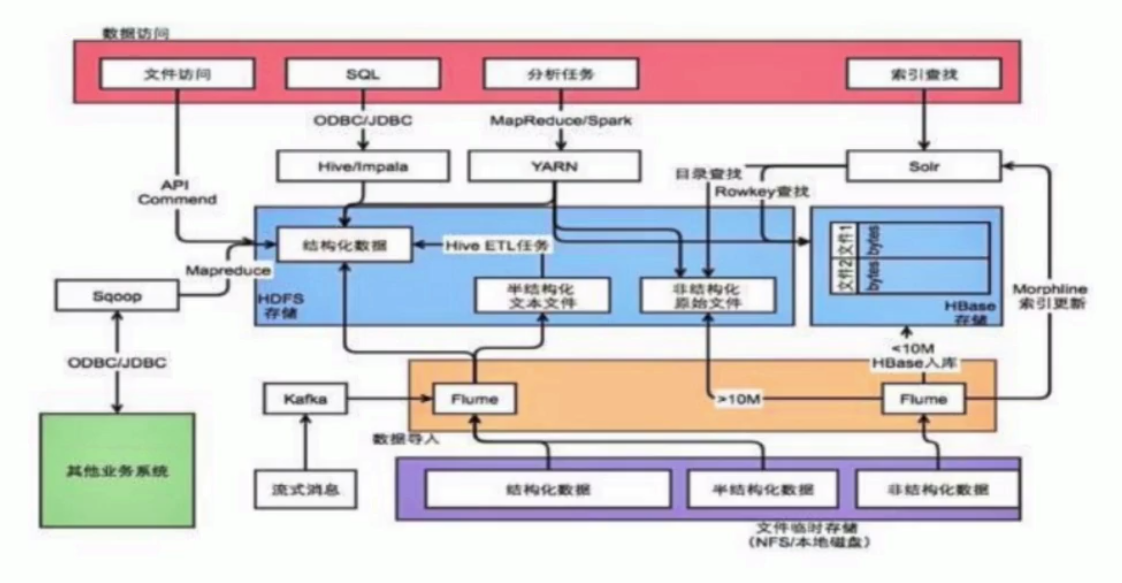 数据访问
文件访问
SQL
分析任务
索引查找
ODBC/JDBC
MapReduce/Spark
Hive/Impala
YARN
Solr
目录查找
Rowkey查找
API
Commend
结构化数据
Hive ETL任务
文件1
bytes
文件2
bytes
Mapreduce
Sqoop
HDFS
存储
半结构化
文本文件
非结构化
原始文件
HBase
存储
Morphline
索引更新
ODBC/JDBC
<10M
HBase入库
Kafka
Flume
>10M
Flume
数据导入
其他业务系统
流式消息
结构化数据
半结构化数据
非结构化数据
文件临时存储
(NFS/本地磁盘)